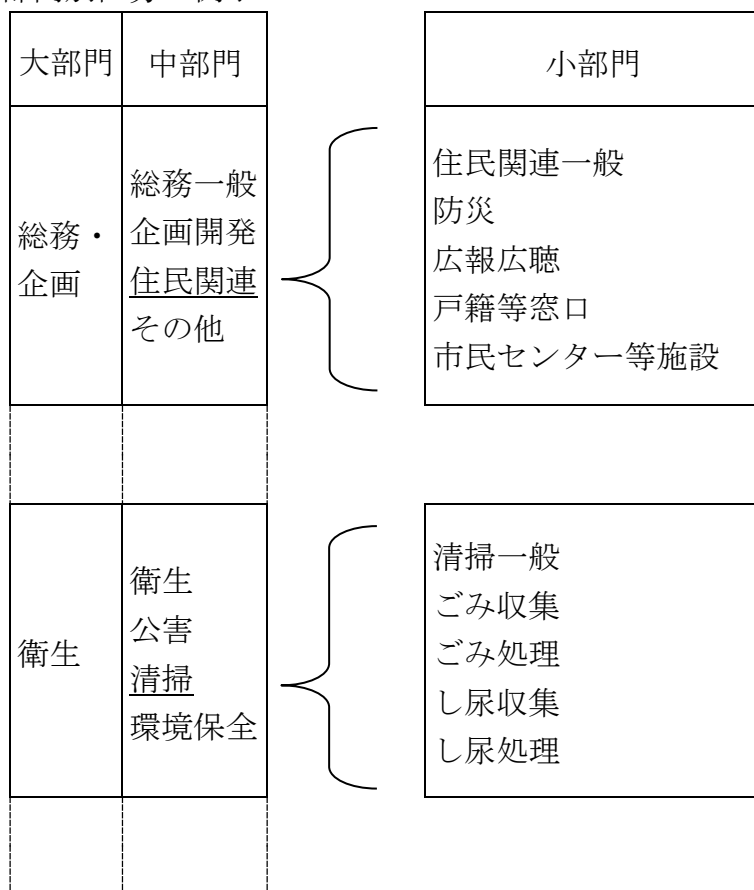 大部門 中部門 小部門
総務・
企画
総務一般
企画開発
住民関連
その他
住民関連一般
防災
広報広聴
戸籍等窓口
市民センター等施設
衛生
衛生
公害
清掃
環境保全
清掃一般
ごみ収集
ごみ処理
し尿収集
し尿処理